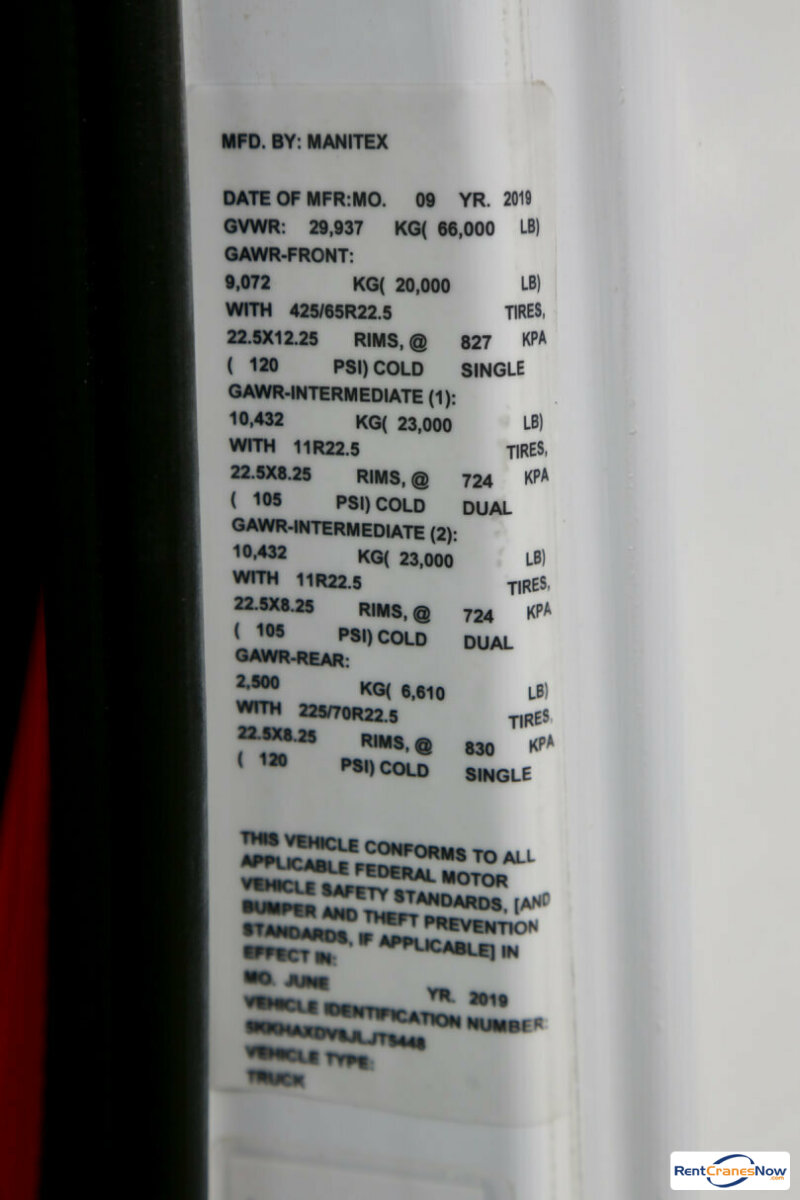 MFD. BY: MANITEX
DATE OF MFR:MO. 09 YR. 2019
GVWR: 29,937 KG( 66,000 LB)
GAWR-FRONT:
9,072 KG( 20,000 LB)
WITH 425/65R22.5 TIRES,
22.5X12.25 RIMS, @ 827 KPA
( 120 PSI) COLD SINGLE
GAWR-INTERMEDIATE (1):
10,432 KG( 23,000 LB)
WITH 11R22.5 TIRES,
22.5X8.25 RIMS, @ 724 KPA
( 105 PSI) COLD DUAL
GAWR-INTERMEDIATE (2):
10,432 KG( 23,000 LB)
WITH 11R22.5 TIRES,
22.5X8.25 RIMS, @ 724 KPA
( 105 PSI) COLD DUAL
GAWR-REAR:
2,500 KG( 6,610 LB)
WITH 225/70R22.5 TIRES,
22.5X8.25 RIMS, @ 830 KPA
( 120 PSI) COLD SINGLE
THIS VEHICLE CONFORMS TO ALL
APPLICABLE FEDERAL MOTOR
VEHICLE SAFETY STANDARDS, [AND
BUMPER AND THEFT PREVENTION
STANDARDS, IF APPLICABLE] IN
EFFECT IN:
MO. JUNE YR. 2019
VEHICLE IDENTIFICATION NUMBER:
VEHICLE TYPE:
TRUCK
RentCranesNow.com